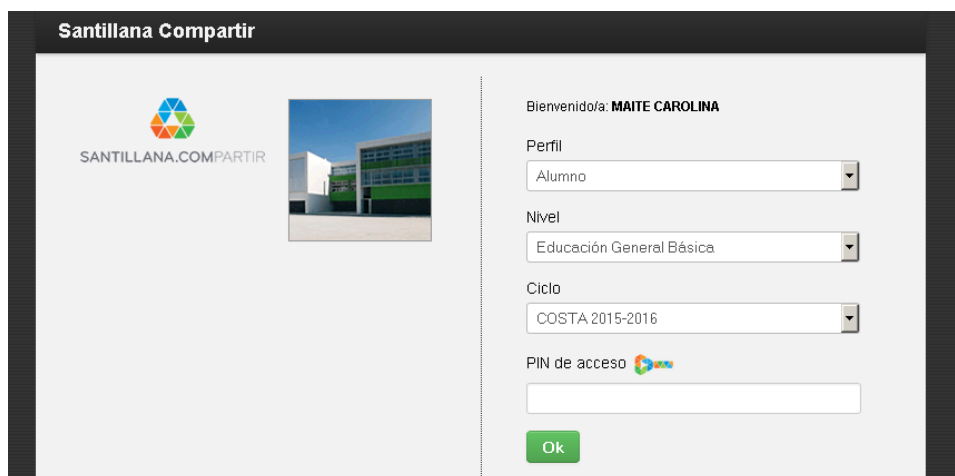 Santillana Compartir
SANTILLANA.COMPARTIR
Bienvenido/a: MAITE CAROLINA
Perfil
Alumno
Nivel
Educación General Básica
Ciclo
COSTA 2015-2016
PIN de acceso
Ok